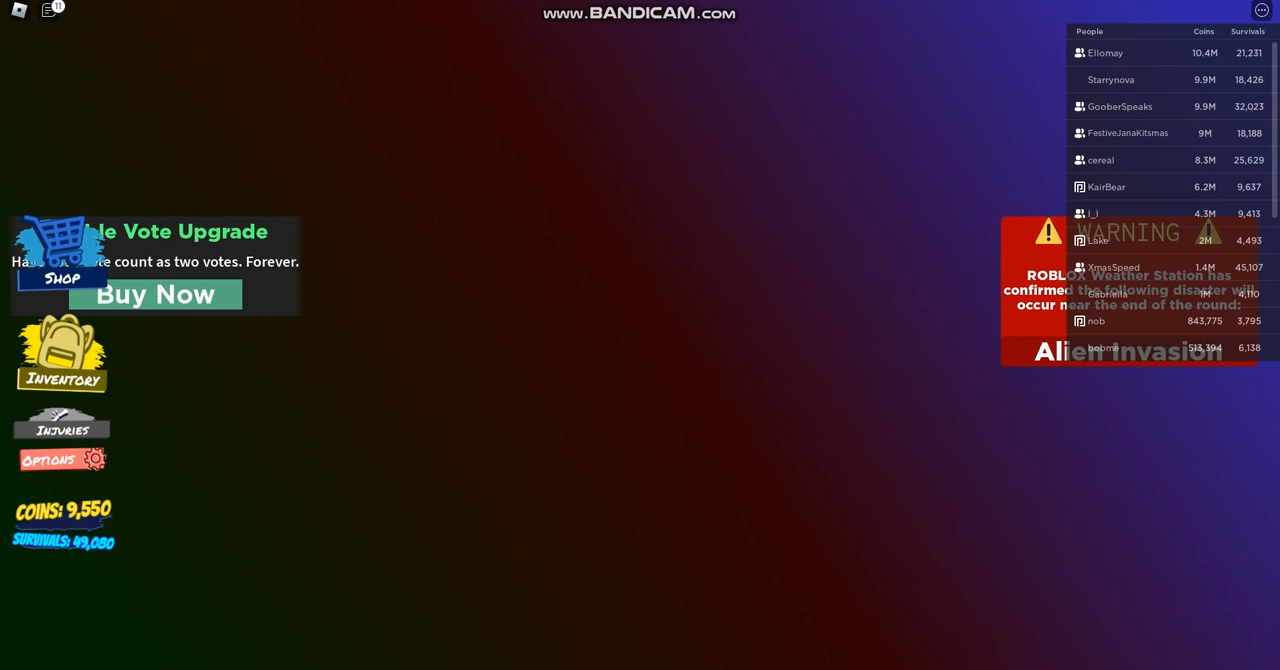 11
www.BANDICAM.com
le Vote Upgrade
count as two votes. Forever.
Buy Now
SHOP
INVENTORY
INJURIES
OPTIONS
COINS: 9,550
SURVIVALS: 49,080
People Coins Survivals
Ellomay 10.4M 21,231
Starrynova 9.9M 18,426
GooberSpeaks 9.9M 32,023
FestiveJanaKitsmas 9M 18,188
cereal 8.3M 25,629
KairBear 6.2M 9,637
I_I 4.3M 9,413
Lake 2M 4,493
XmasSpeed 1.4M 45,107
Gabriella 1M 4,110
nob 843,775 3,795
bobme 513,394 6,138
WARNING
ROBLOX Weather Station has
confirmed the following disaster will
occur near the end of the round:
Alien Invasion